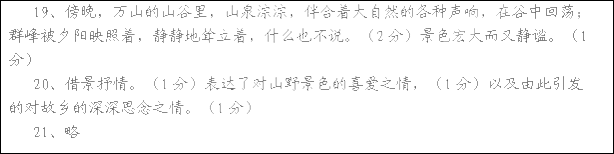 19、傍晚，万山的山谷里，山泉淙淙，伴合着大自然的各种声响，在谷中回荡；
群峰被夕阳映照着，静静地耸立着，什么也不说。（2分）景色宏大而又静谧。（1
分）
20、借景抒情。（1分）表达了对山野景色的喜爱之情，（1分）以及由此引发
的对故乡的深深思念之情。（1分）
21、略